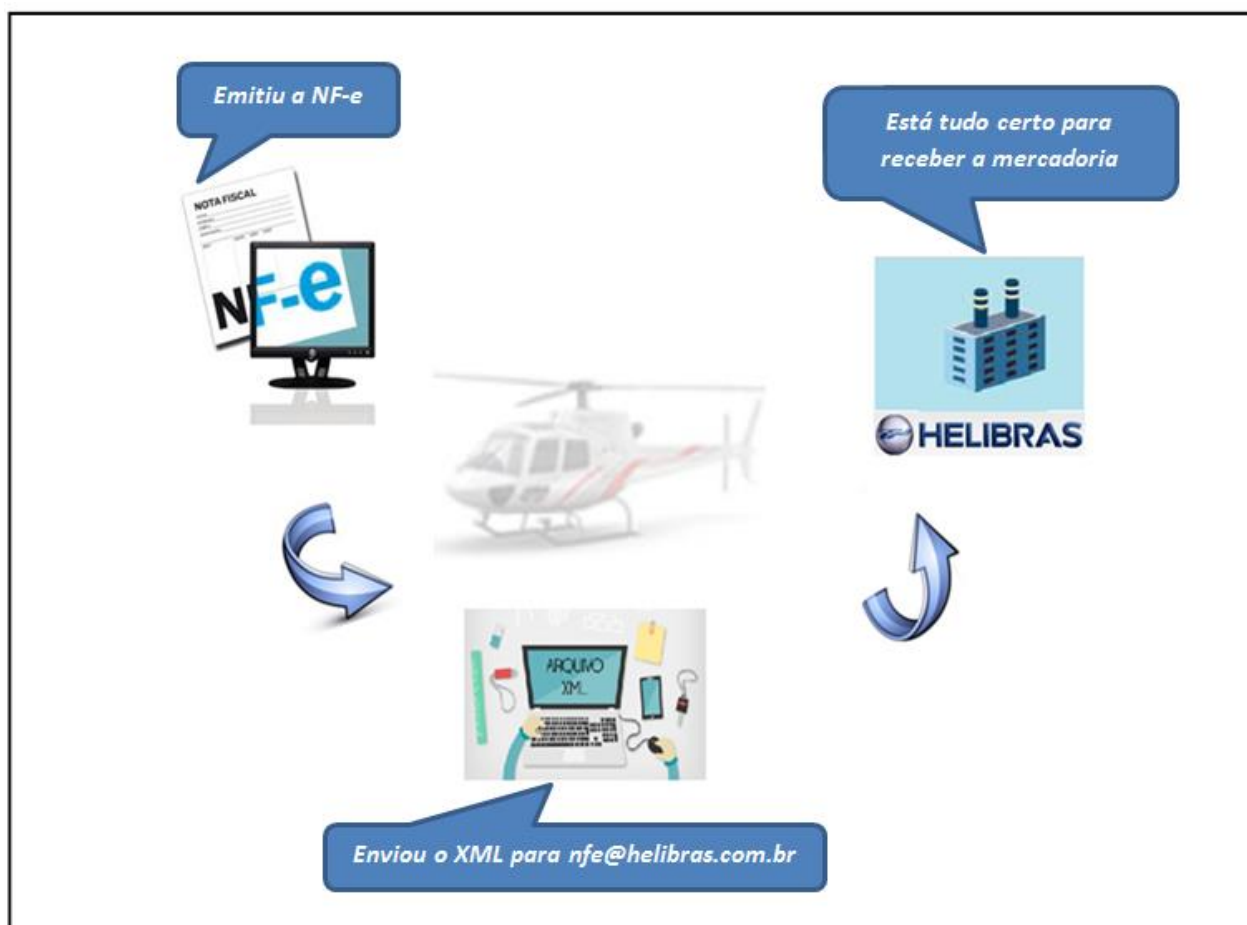 Emitiu a NF-e
NOTA FISCAL
NF-e
Está tudo certo para
receber a mercadoria
HELIBRAS
ARQUIVO
XML
Enviou o XML para nfe@helibras.com.br